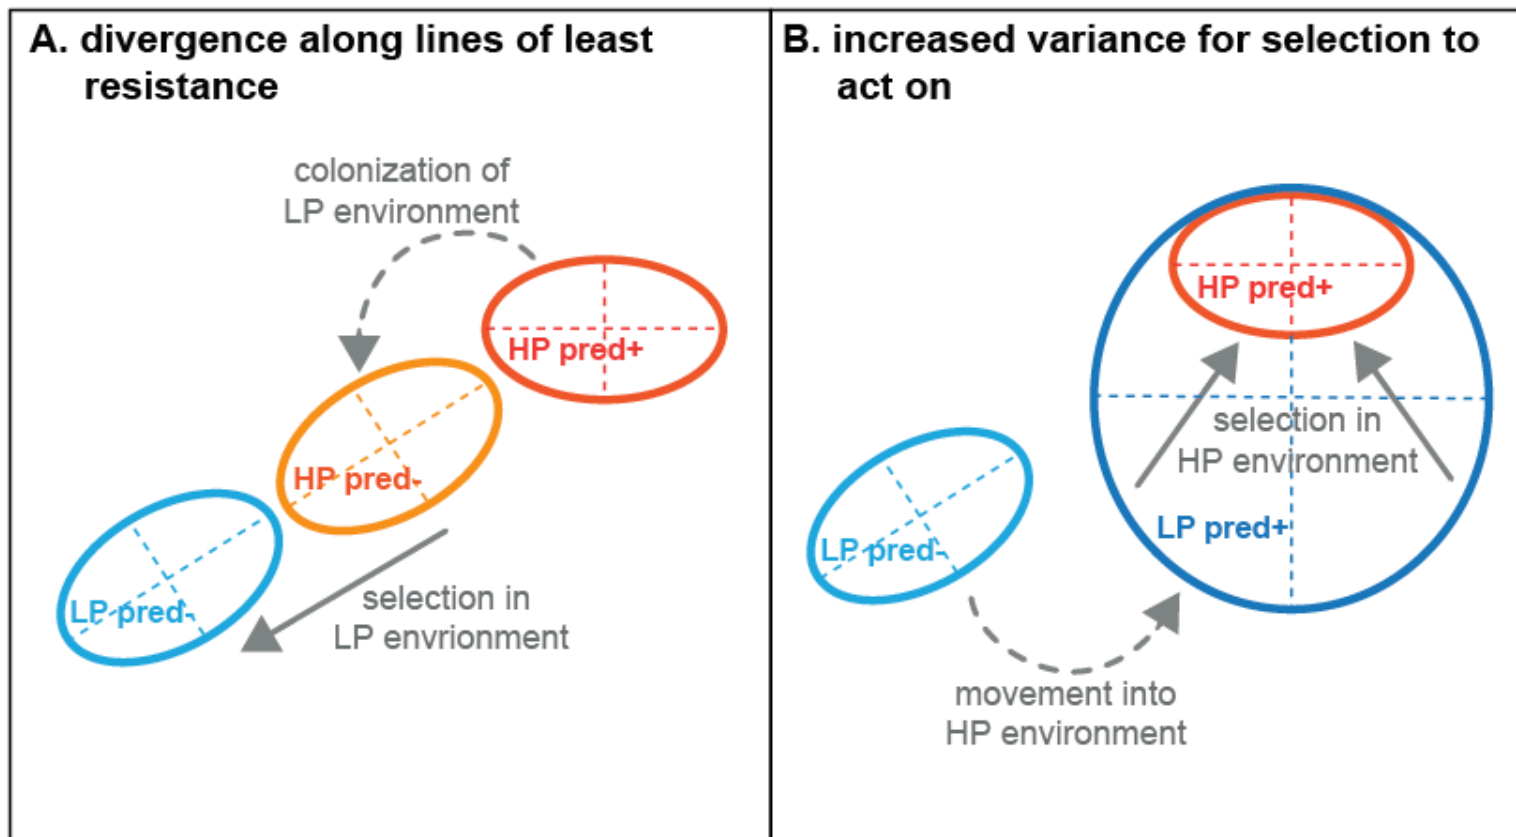 A. divergence along lines of least
resistance
colonization of
LP environment
HP pred+
HP pred-
LP pred-
selection in
LP envrionment
B. increased variance for selection to
act on
HP pred+
selection in
HP environment
LP pred+
LP pred-
movement into
HP environment